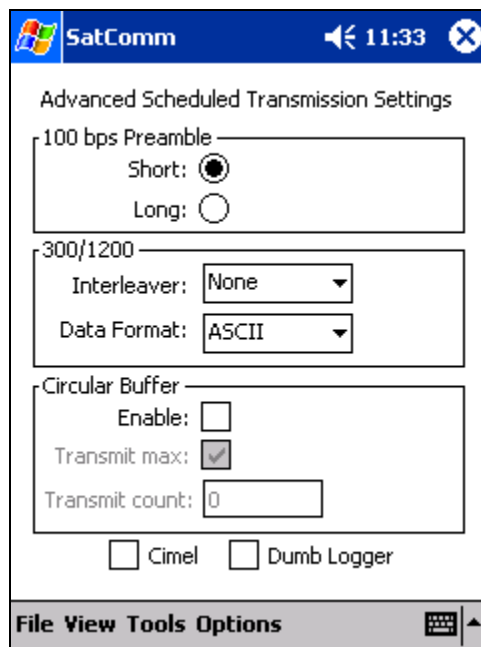 SatComm 11:33
Advanced Scheduled Transmission Settings
100 bps Preamble
Short:
Long:
300/1200
Interleaver: None
Data Format: ASCII
Circular Buffer
Enable:
Transmit max:
Transmit count: 0
Cimel Dumb Logger
File View Tools Options